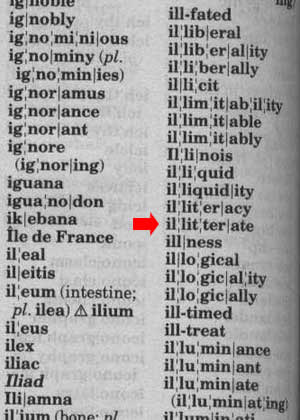 ig¦noble
ig¦nobly
ig¦no¦mi¦ni|ous
ig¦no|miny (pl.
ig¦no¦min|ies)
ig¦nor|amus
ig¦nor|ance
ig¦nor|ant
ig¦nore
(ig¦nor|ing)
iguana
igua¦no|don
ik|ebana
Île de France
il¦eal
il|eitis
il¦eum (intestine;
pl. ilea) ⚠ ilium
il¦eus
ilex
iliac
Iliad
Ili|amna
il¦ium (bone; pl.
ing)
ill-fated
il¦lib|eral
il¦lib¦er¦al|ity
il¦li¦ber|ally
il¦li|cit
il¦lim¦it|ab¦il¦ity
il¦lim¦it|able
il¦lim¦it|ably
Il¦li|nois
il¦li¦quid
il¦liquid|ity
il¦lit¦er|acy
il¦lit¦ter|ate
ill|ness
il|lo¦gical
il|lo¦gic|al¦ity
il|lo¦gic|ally
ill-timed
ill-treat
il¦lu¦min|ance
il¦lu¦min|ant
il¦lu¦min|ate
(il¦lu¦min|at¦ing)
il¦lum|in¦ati